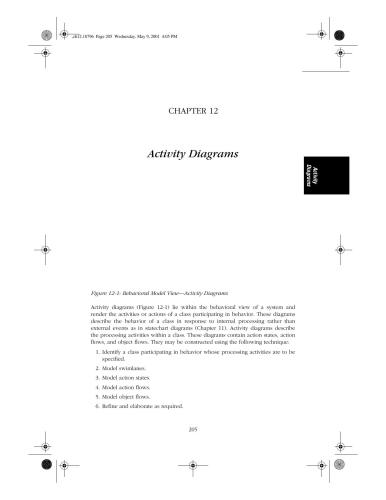 ch12.10796 Page 205 Wednesday, May 9, 2001 4:05 PM
CHAPTER 12
Activity Diagrams
Activity
Diagrams
Figure 12-1: Behavioral Model View—Activity Diagrams
Activity diagrams (Figure 12-1) lie within the behavioral view of a system and
render the activities or actions of a class participating in behavior. These diagrams
describe the behavior of a class in response to internal processing rather than
external events as in statechart diagrams (Chapter 11). Activity diagrams describe
the processing activities within a class. These diagrams contain action states, action
flows, and object flows. They may be constructed using the following technique:
1. Identify a class participating in behavior whose processing activities are to be
specified.
2. Model swimlanes.
3. Model action states.
4. Model action flows.
5. Model object flows.
6. Refine and elaborate as required.
205